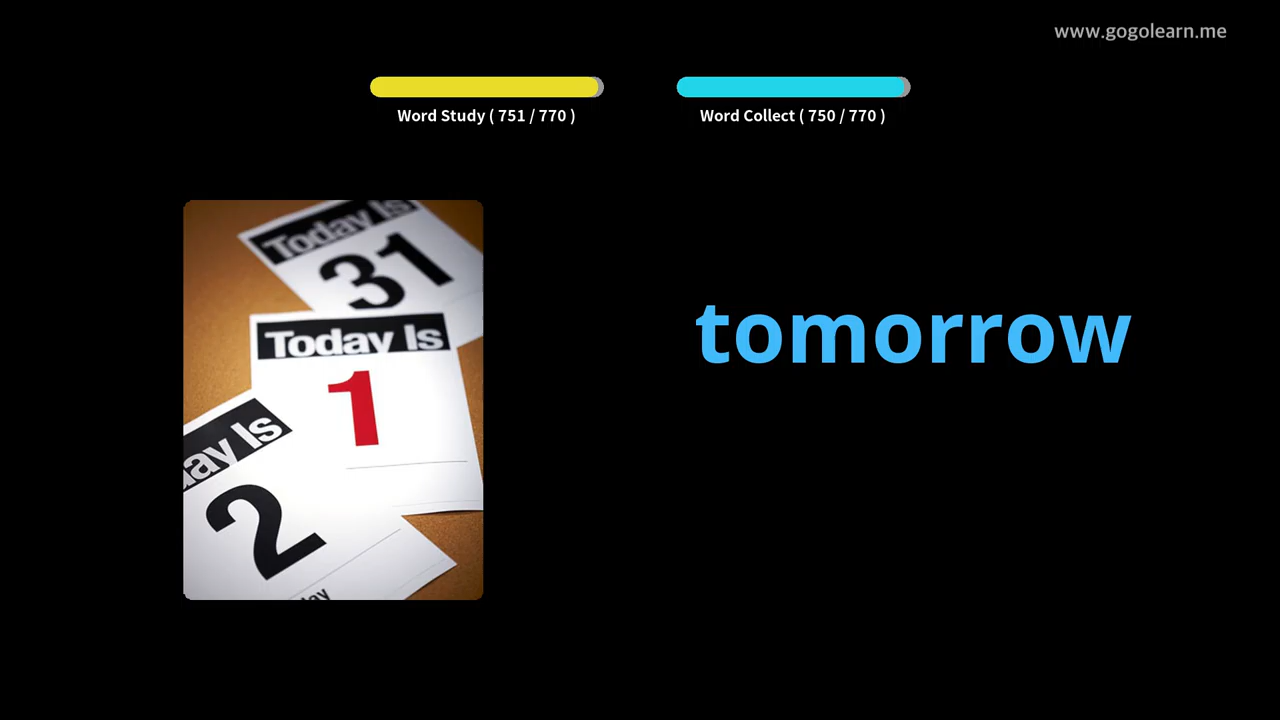 www.gogolearn.me
Word Study ( 751 / 770 )
Word Collect ( 750 / 770 )
Today Is
31
Today Is
1
ay Is
2
tomorrow